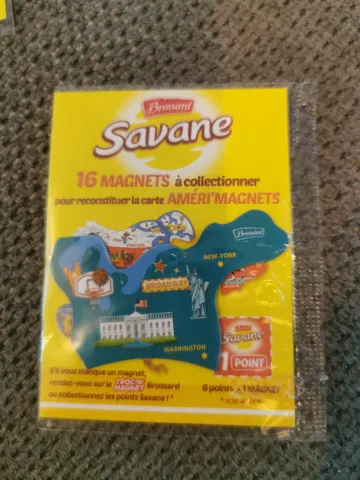 Brossard
Savane
16 MAGNETS à collectionner
pour reconstituer la carte AMÉRI'MAGNETS
Brossard
NEW-YORK
BROADWAY
WASHINGTON
Savane
1 POINT
S'il vous manque un magnet,
rendez-vous sur le TROC'N' MAGNET Brossard
ou collectionnez les points Savane ! *
6 points = 1 MAGNET